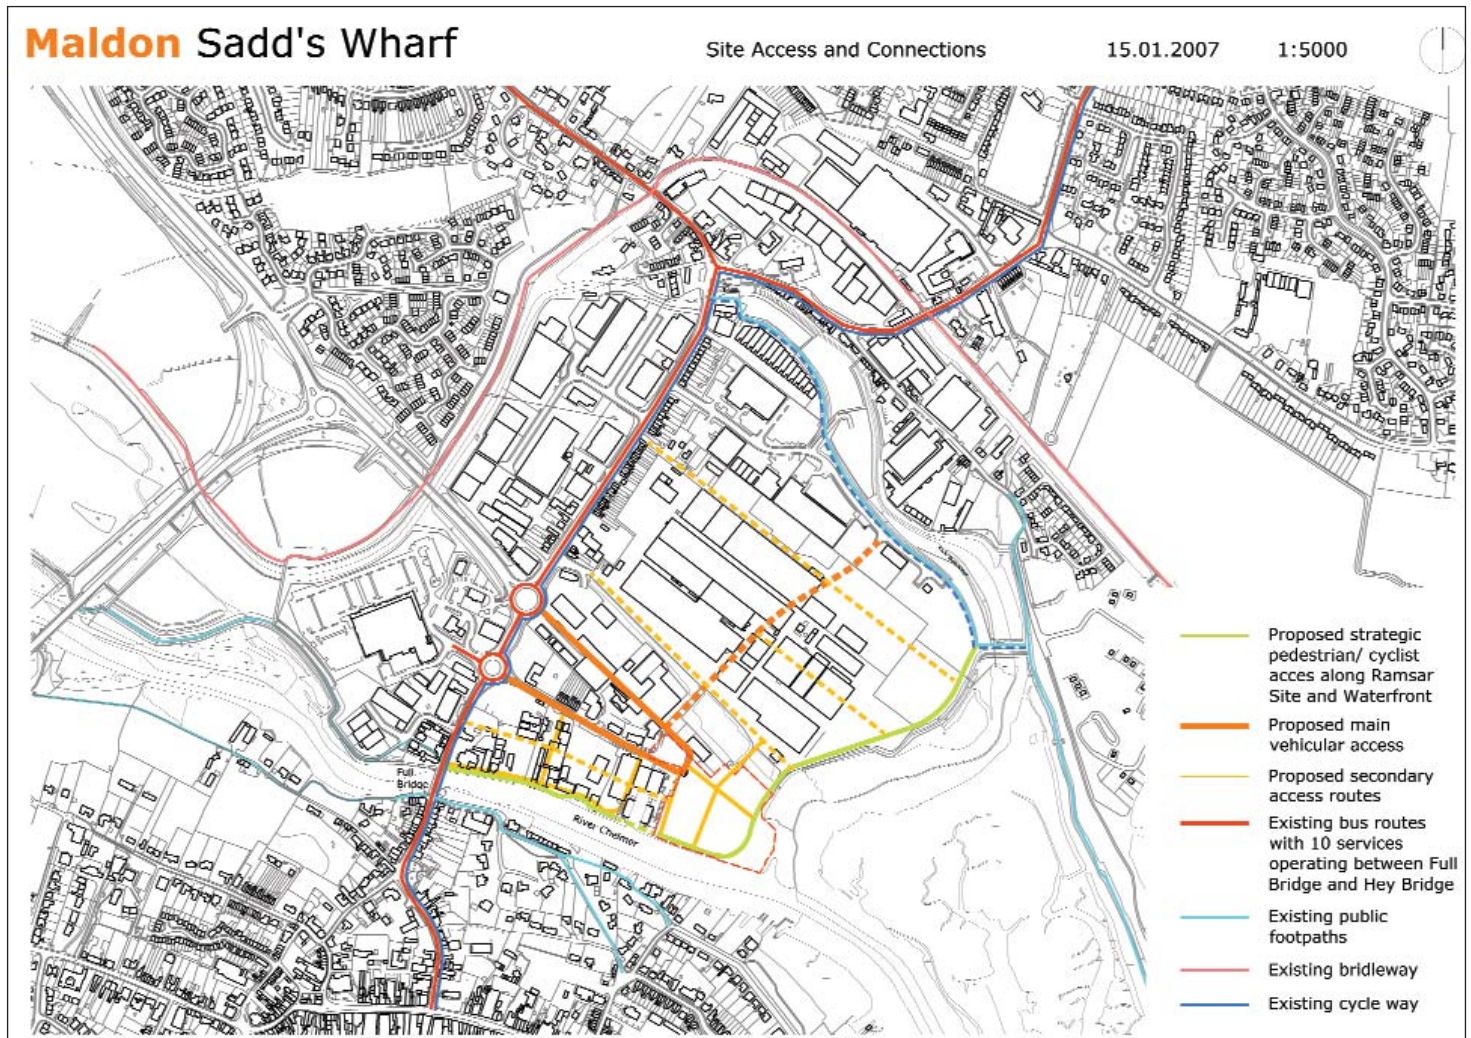 Maldon Sadd's Wharf
Site Access and Connections
15.01.2007
1:5000
Full
Bridge
River Chelmer
Proposed strategic
pedestrian/ cyclist
acces along Ramsar
Site and Waterfront
Proposed main
vehicular access
Proposed secondary
access routes
Existing bus routes
with 10 services
operating between Full
Bridge and Hey Bridge
Existing public
footpaths
Existing bridleway
Existing cycle way